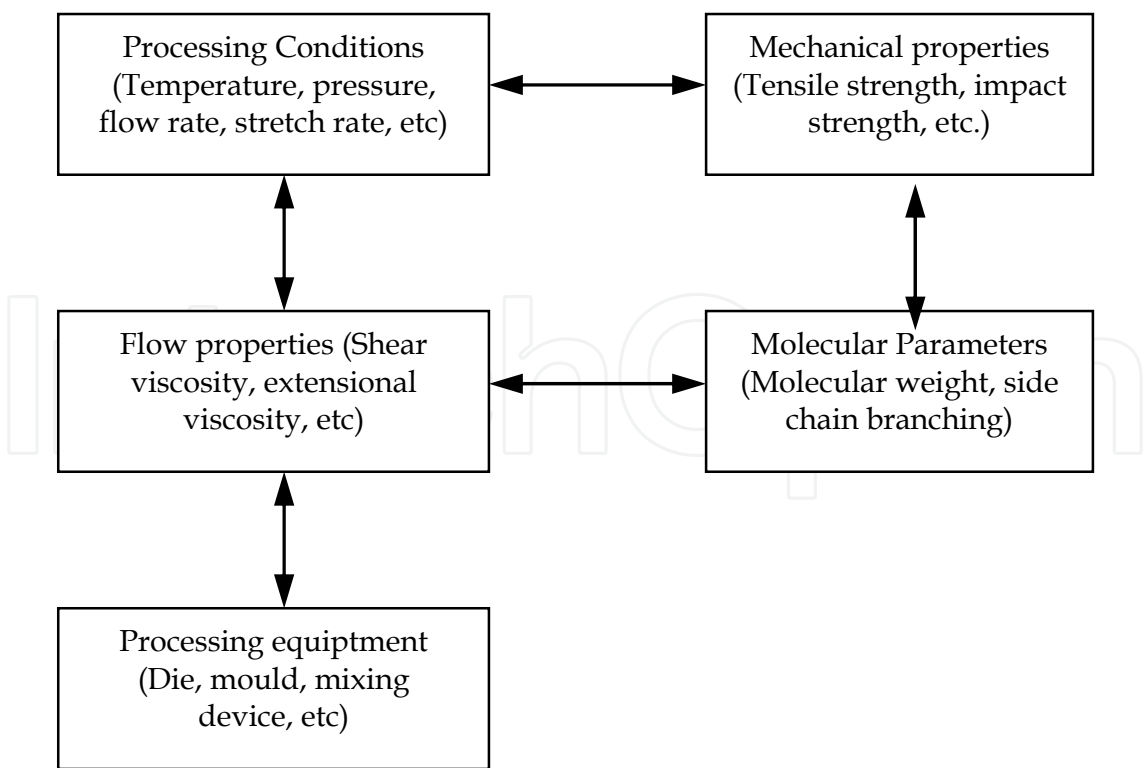 Processing Conditions
(Temperature, pressure,
flow rate, stretch rate, etc)
Mechanical properties
(Tensile strength, impact
strength, etc.)
Flow properties (Shear
viscosity, extensional
viscosity, etc)
Molecular Parameters
(Molecular weight, side
chain branching)
Processing equiptment
(Die, mould, mixing
device, etc)